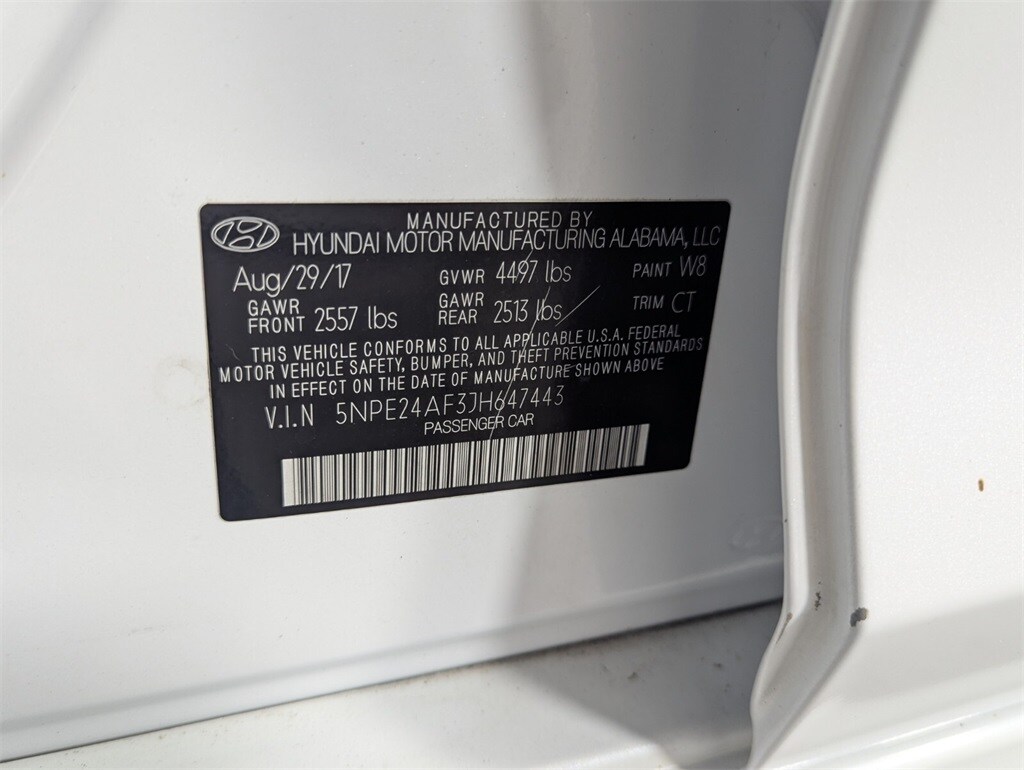 MANUFACTURED BY
HYUNDAI MOTOR MANUFACTURING ALABAMA, LLC
Aug/29/17 GVWR 4497 lbs PAINT W8
GAWR FRONT 2557 lbs GAWR REAR 2513 lbs TRIM CT
THIS VEHICLE CONFORMS TO ALL APPLICABLE U.S.A. FEDERAL
MOTOR VEHICLE SAFETY, BUMPER, AND THEFT PREVENTION STANDARDS
IN EFFECT ON THE DATE OF MANUFACTURE SHOWN ABOVE
V.I.N 5NPE24AF3JH647443
PASSENGER CAR